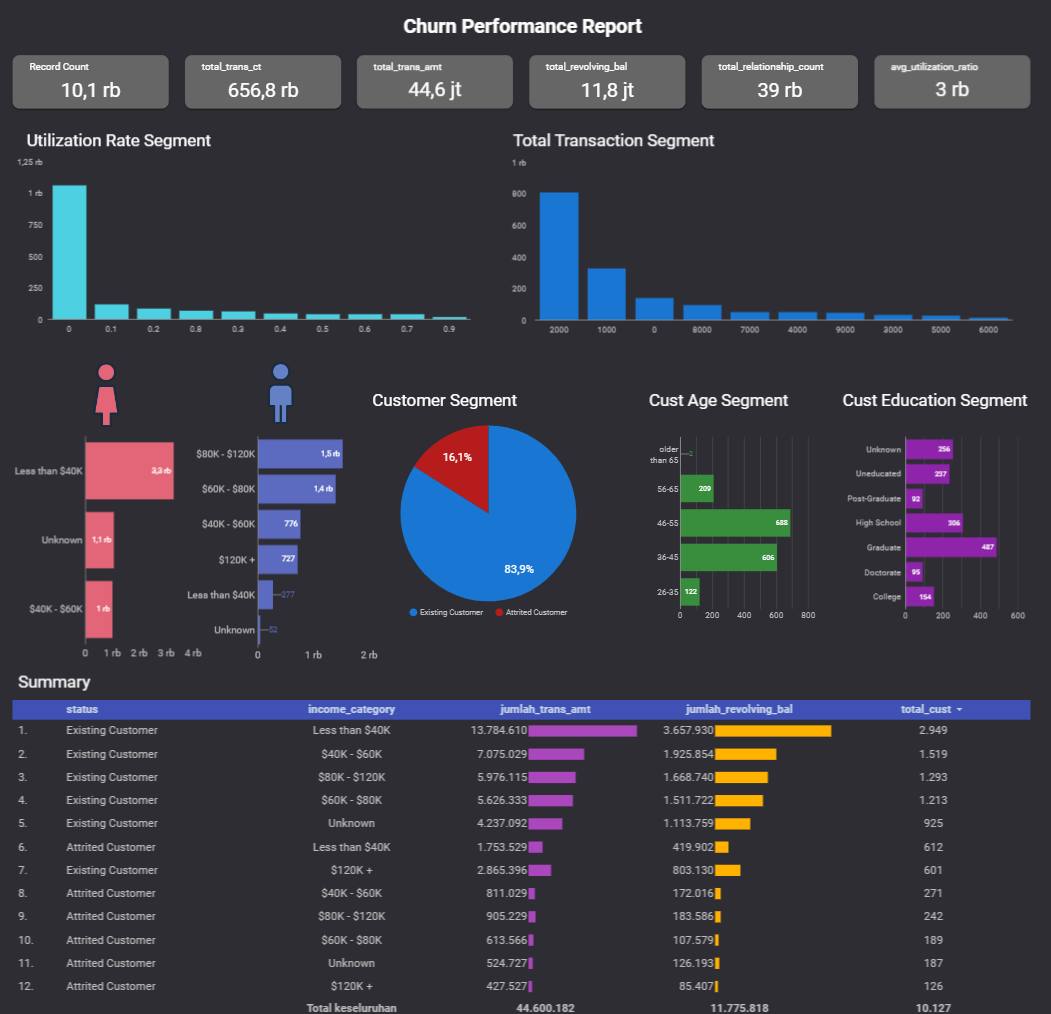 Churn Performance Report
Record Count
10,1 rb
total_trans_ct
656,8 rb
total_trans_amt
44,6 jt
total_revolving_bal
11,8 jt
total_relationship_count
39 rb
avg_utilization_ratio
3 rb
Utilization Rate Segment
1,25 rb
1 rb
750
500
250
0
0 0.1 0.2 0.8 0.3 0.4 0.5 0.6 0.7 0.9
Total Transaction Segment
1 rb
800
600
400
200
0
2000 1000 0 8000 7000 4000 9000 3000 5000 6000
Less than $40K 3,3 rb
Unknown 1,1 rb
$40K - $60K 1 rb
0 1 rb 2 rb 3 rb 4 rb
$80K - $120K 1,5 rb
$60K - $80K 1,4 rb
$40K - $60K 776
$120K + 727
Less than $40K 277
Unknown 52
0 1 rb 2 rb
Customer Segment
16,1%
83,9%
Existing Customer Attrited Customer
Cust Age Segment
older
than 65 2
56-65 209
46-55 688
36-45 606
26-35 122
0 200 400 600 800
Cust Education Segment
Unknown 256
Uneducated 237
Post-Graduate 92
High School 306
Graduate 487
Doctorate 95
College 154
0 200 400 600
Summary
status income_category jumlah_trans_amt jumlah_revolving_bal total_cust
1. Existing Customer Less than $40K 13.784.610 3.657.930 2.949
2. Existing Customer $40K - $60K 7.075.029 1.925.854 1.519
3. Existing Customer $80K - $120K 5.976.115 1.668.740 1.293
4. Existing Customer $60K - $80K 5.626.333 1.511.722 1.213
5. Existing Customer Unknown 4.237.092 1.113.759 925
6. Attrited Customer Less than $40K 1.753.529 419.902 612
7. Existing Customer $120K + 2.865.396 803.130 601
8. Attrited Customer $40K - $60K 811.029 172.016 271
9. Attrited Customer $80K - $120K 905.229 183.586 242
10. Attrited Customer $60K - $80K 613.566 107.579 189
11. Attrited Customer Unknown 524.727 126.193 187
12. Attrited Customer $120K + 427.527 85.407 126
Total keseluruhan 44.600.182 11.775.818 10.127